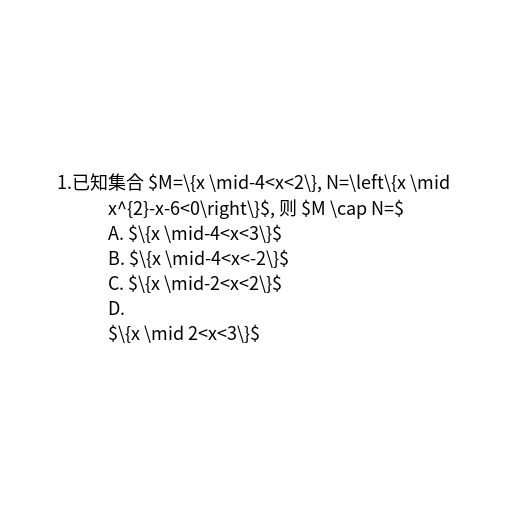 1.已知集合 $M=\{x \mid-4<x<2\}, N=\left\{x \mid
x^{2}-x-6<0\right\}$, 则 $M \cap N=$
A. $\{x \mid-4<x<3\}$
B. $\{x \mid-4<x<-2\}$
C. $\{x \mid-2<x<2\}$
D.
$\{x \mid 2<x<3\}$